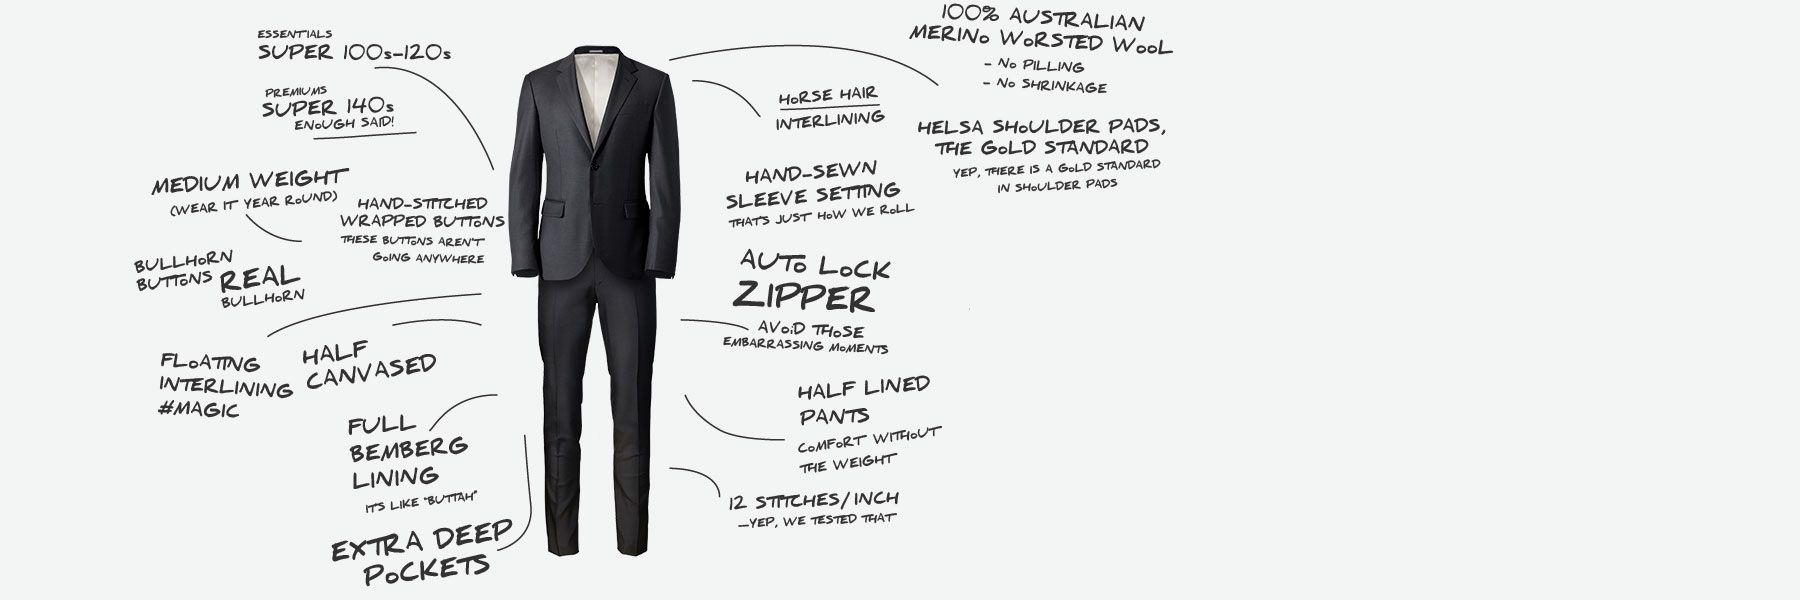 ESSENTIALS
SUPER 100s-120s
PREMIUMS
SUPER 140s
ENOUGH SAID!
MEDIUM WEIGHT
(WEAR IT YEAR ROUND)
HAND-STITCHED
WRAPPED BUTTONS
THESE BUTTONS AREN'T
GOING ANYWHERE
BULLHORN
BUTTONS REAL
BULLHORN
FLOATING
INTERLINING
#MAGIC
HALF
CANVASED
FULL
BEMBERG
LINING
IT'S LIKE "BUTTAH"
EXTRA DEEP
POCKETS
100% AUSTRALIAN
MERINO WORSTED WOOL
- NO PILLING
- NO SHRINKAGE
HORSE HAIR
INTERLINING
HELSA SHOULDER PADS,
THE GOLD STANDARD
YEP, THERE IS A GOLD STANDARD
IN SHOULDER PADS
HAND-SEWN
SLEEVE SETTING
THAT'S JUST HOW WE ROLL
AUTO LOCK
ZIPPER
AVOID THOSE
EMBARRASSING MOMENTS
HALF LINED
PANTS
COMFORT WITHOUT
THE WEIGHT
12 STITCHES/INCH
-YEP, WE TESTED THAT